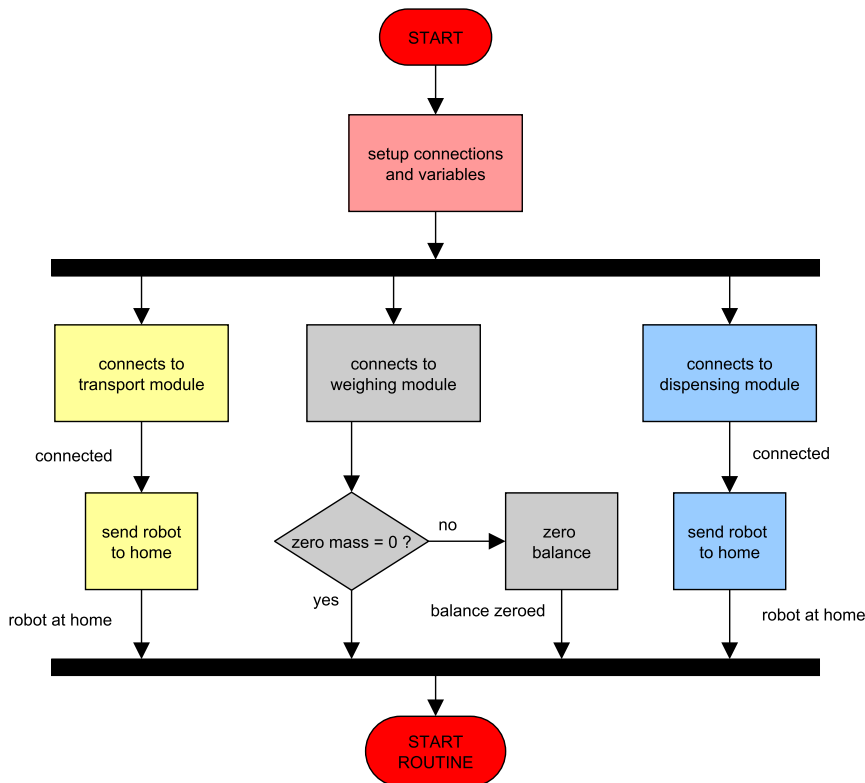 START
setup connections
and variables
connects to
transport module
connects to
weighing module
connects to
dispensing module
connected
connected
send robot
to home
zero mass = 0 ?
no
zero
balance
send robot
to home
robot at home
yes
balance zeroed
robot at home
START
ROUTINE